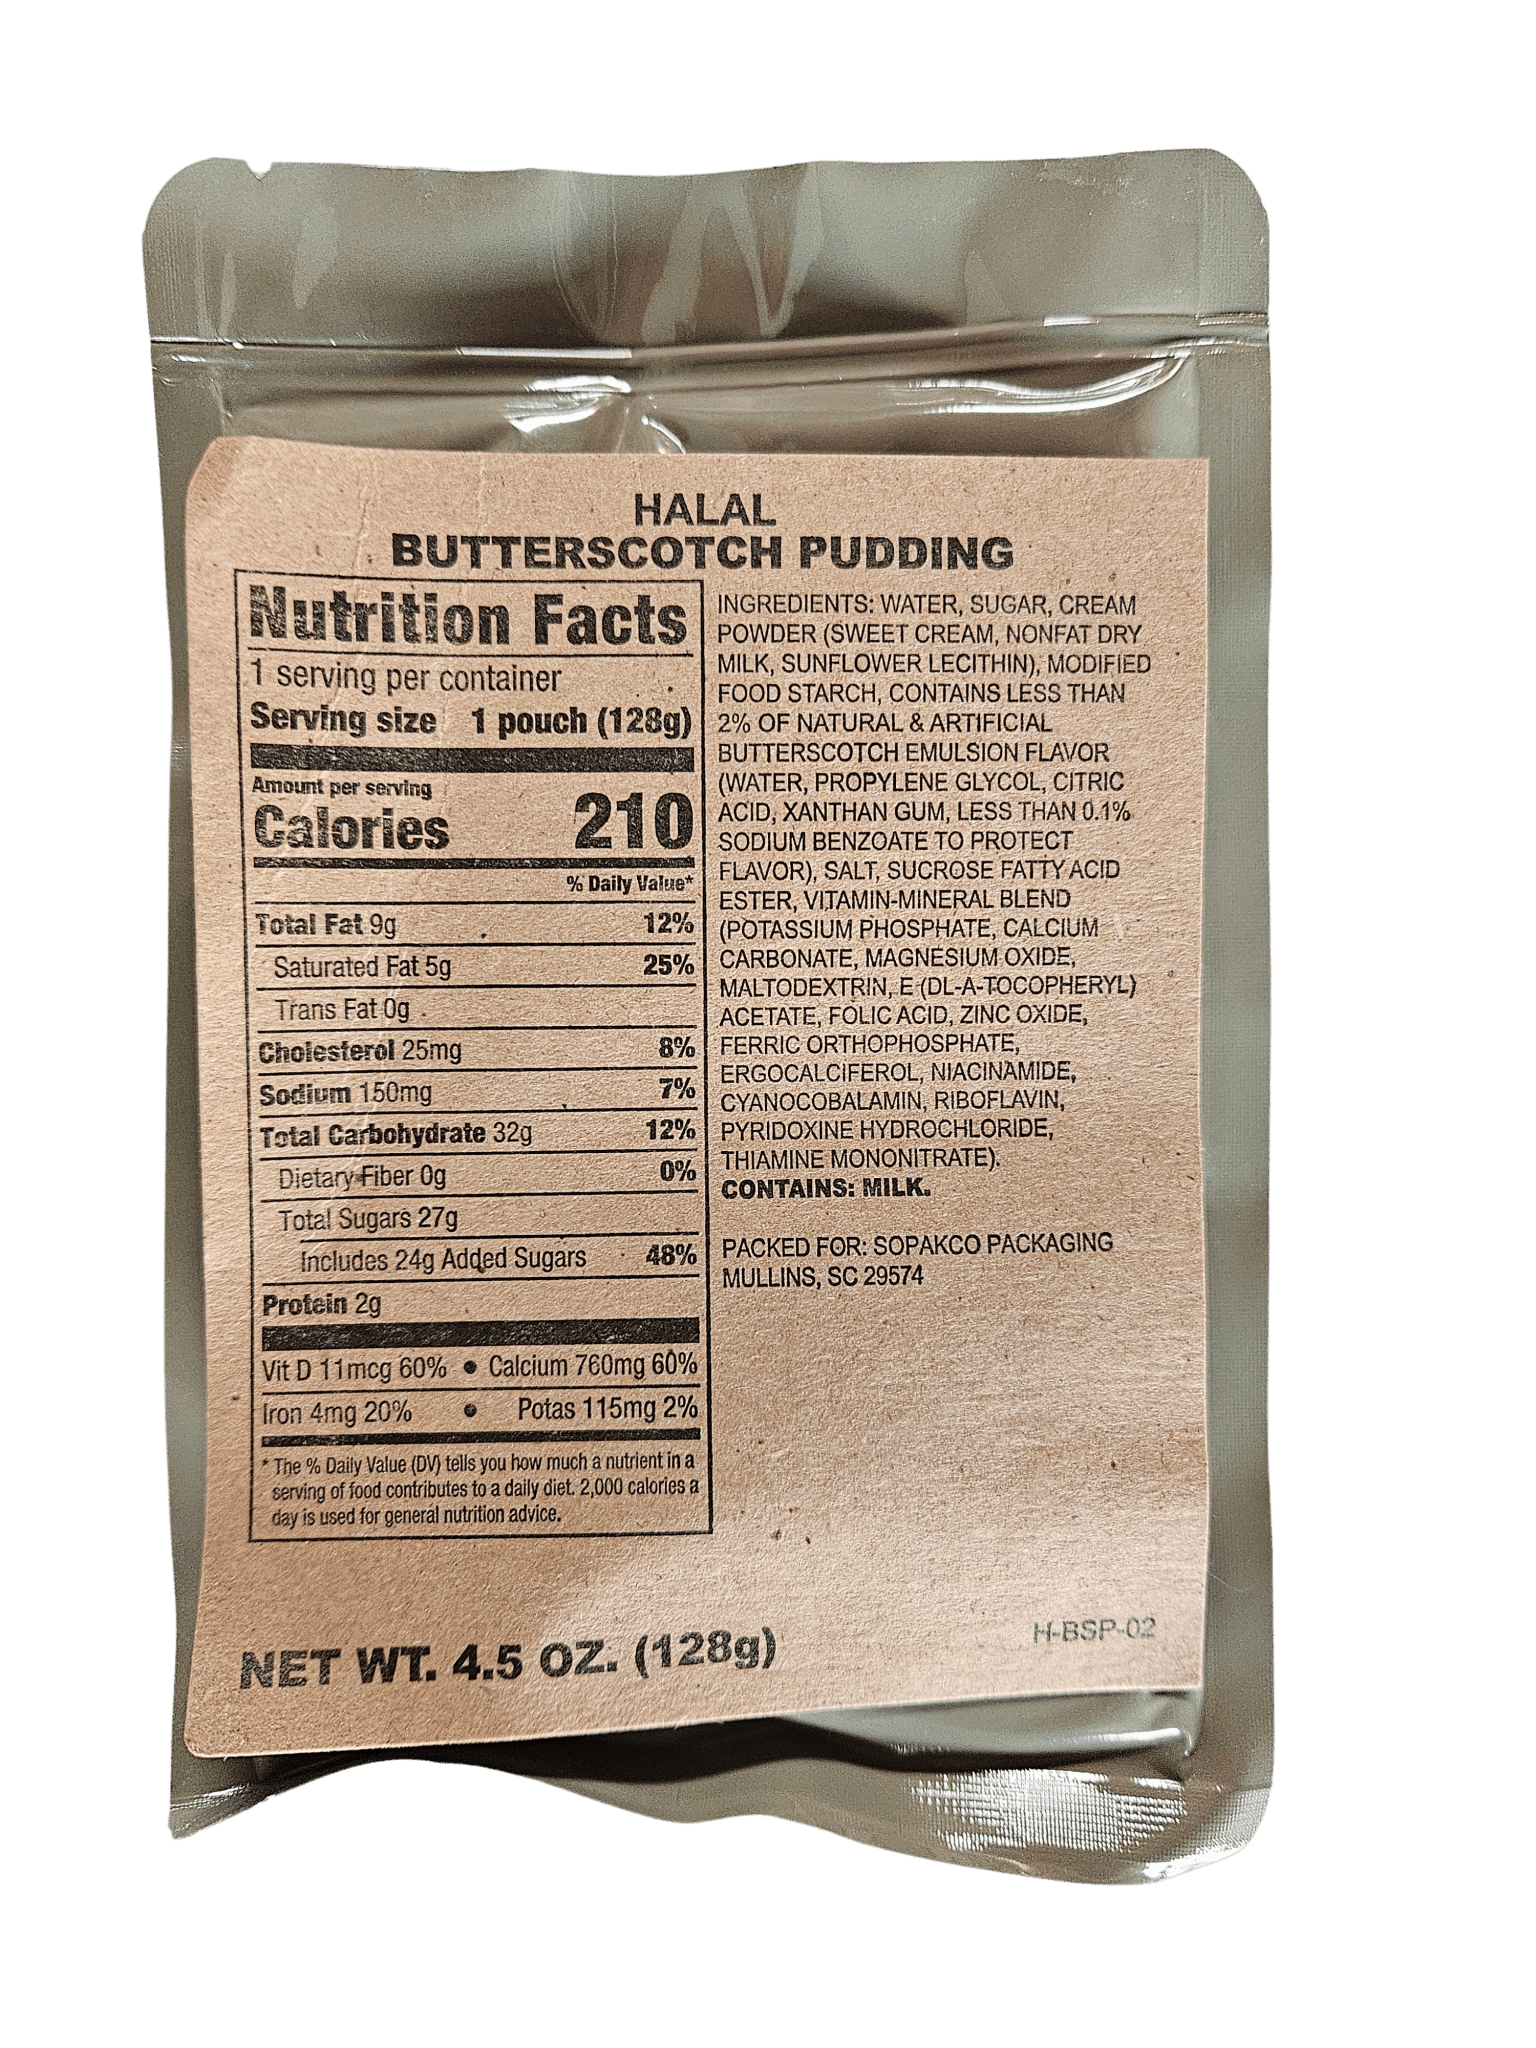 HALAL
BUTTERSCOTCH PUDDING
Nutrition Facts
1 serving per container
Serving size 1 pouch (128g)
Amount per serving
Calories 210
% Daily Value*
Total Fat 9g 12%
Saturated Fat 5g 25%
Trans Fat 0g
Cholesterol 25mg 8%
Sodium 150mg 7%
Total Carbohydrate 32g 12%
Dietary Fiber 0g 0%
Total Sugars 27g
Includes 24g Added Sugars 48%
Protein 2g
Vit D 11mcg 60% • Calcium 760mg 60%
Iron 4mg 20% • Potas 115mg 2%
* The % Daily Value (DV) tells you how much a nutrient in a
serving of food contributes to a daily diet. 2,000 calories a
day is used for general nutrition advice.
INGREDIENTS: WATER, SUGAR, CREAM
POWDER (SWEET CREAM, NONFAT DRY
MILK, SUNFLOWER LECITHIN), MODIFIED
FOOD STARCH, CONTAINS LESS THAN
2% OF NATURAL & ARTIFICIAL
BUTTERSCOTCH EMULSION FLAVOR
(WATER, PROPYLENE GLYCOL, CITRIC
ACID, XANTHAN GUM, LESS THAN 0.1%
SODIUM BENZOATE TO PROTECT
FLAVOR), SALT, SUCROSE FATTY ACID
ESTER, VITAMIN-MINERAL BLEND
(POTASSIUM PHOSPHATE, CALCIUM
CARBONATE, MAGNESIUM OXIDE,
MALTODEXTRIN, E (DL-A-TOCOPHERYL)
ACETATE, FOLIC ACID, ZINC OXIDE,
FERRIC ORTHOPHOSPHATE,
ERGOCALCIFEROL, NIACINAMIDE,
CYANOCOBALAMIN, RIBOFLAVIN,
PYRIDOXINE HYDROCHLORIDE,
THIAMINE MONONITRATE).
CONTAINS: MILK.
PACKED FOR: SOPAKCO PACKAGING
MULLINS, SC 29574
H-BSP-02
NET WT. 4.5 OZ. (128g)